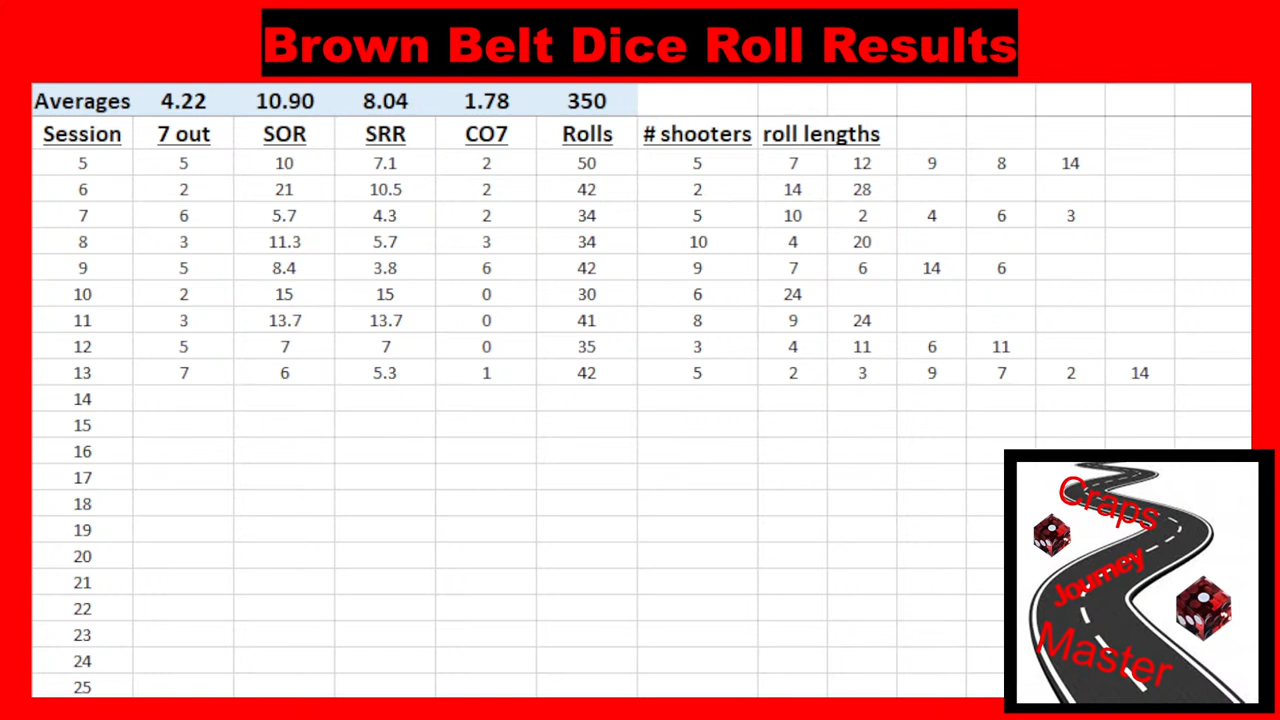 Brown Belt Dice Roll Results
Averages 4.22 10.90 8.04 1.78 350
Session 7 out SOR SRR CO7 Rolls # shooters roll lengths
5 5 10 7.1 2 50 5 7 12 9 8 14
6 2 21 10.5 2 42 2 14 28
7 6 5.7 4.3 2 34 5 10 2 4 6 3
8 3 11.3 5.7 3 34 10 4 20
9 5 8.4 3.8 6 42 9 7 6 14 6
10 2 15 15 0 30 6 24
11 3 13.7 13.7 0 41 8 9 24
12 5 7 7 0 35 3 4 11 6 11
13 7 6 5.3 1 42 5 2 3 9 7 2 14
14
15
16
17
18
19
20
21
22
23
24
25
Craps
Journey
Master